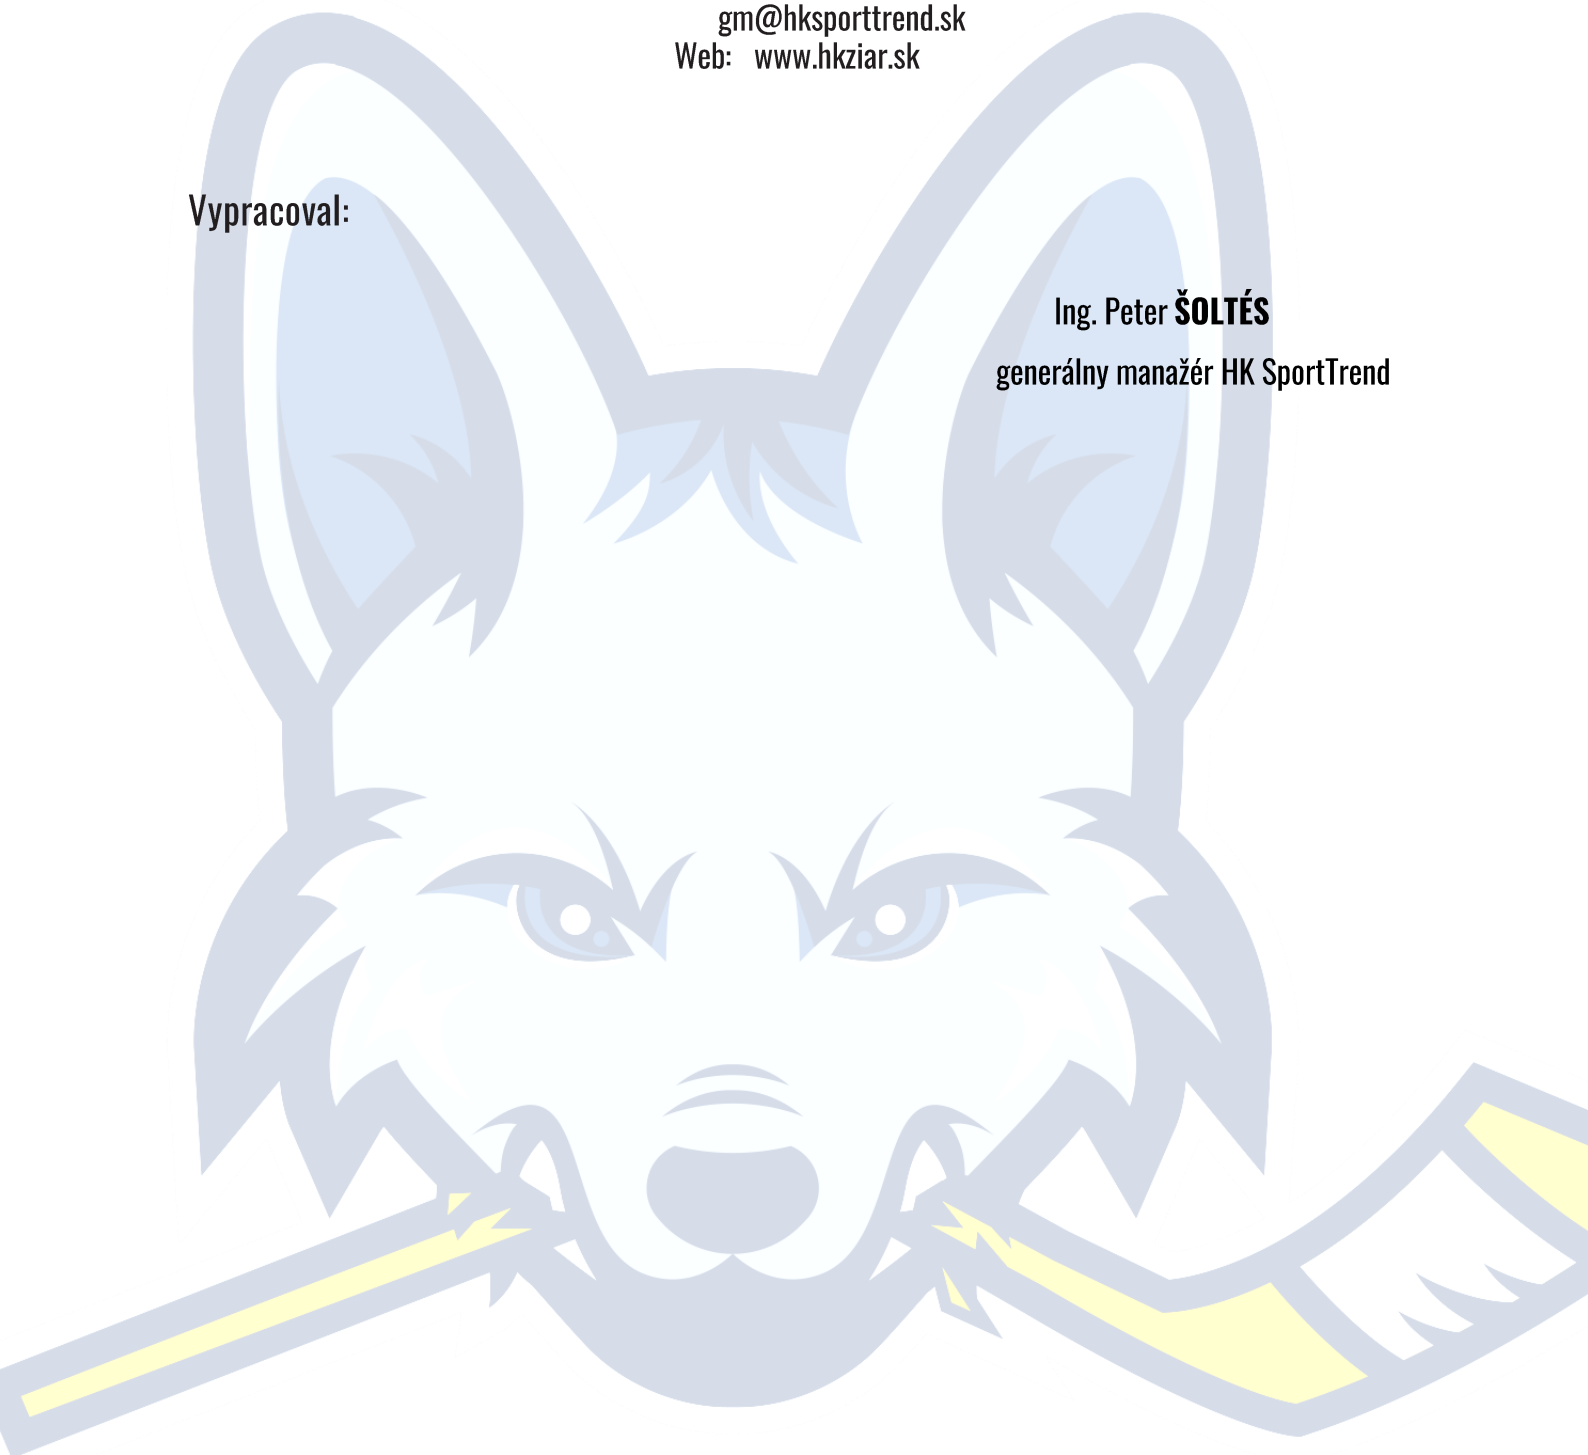 gm@hksporttrend.sk
Web: www.hkziar.sk
Vypracoval:
Ing. Peter ŠOLTÉS
generálny manažér HK SportTrend